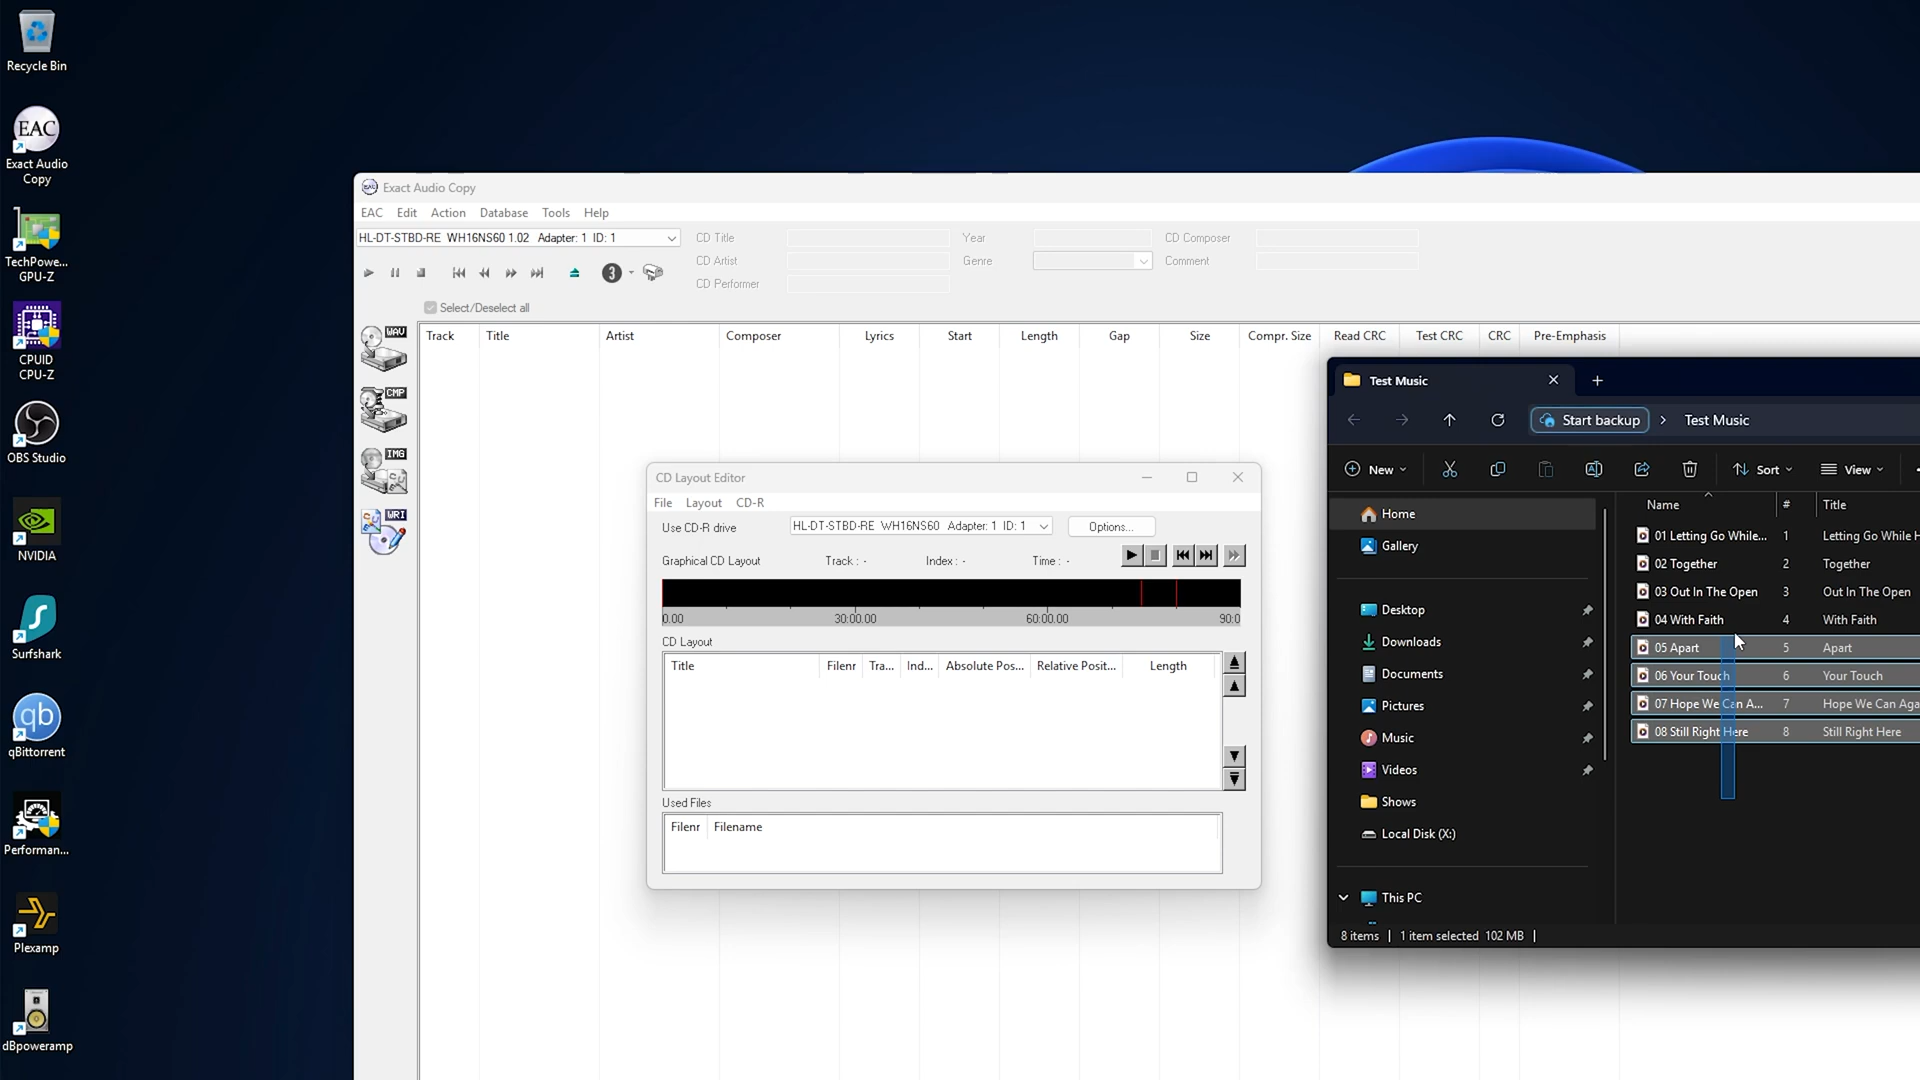 Recycle Bin
EAC
Exact Audio
Copy
TechPowe...
GPU-Z
CPUID
CPU-Z
OBS Studio
NVIDIA
Surfshark
qb
qBittorrent
Performan...
Plexamp
dBpoweramp
EAC Exact Audio Copy
EAC Edit Action Database Tools Help
HL-DT-STBD-RE WH16NS60 1.02 Adapter: 1 ID: 1
CD Title Year CD Composer
CD Artist Genre Comment
CD Performer
3
Select/Deselect all
WAV
CMP
IMG
WRI
Track Title Artist Composer Lyrics Start Length Gap Size Compr. Size Read CRC Test CRC CRC Pre-Emphasis
CD Layout Editor
File Layout CD-R
Use CD-R drive HL-DT-STBD-RE WH16NS60 Adapter: 1 ID: 1 Options...
Graphical CD Layout Track : - Index : - Time : -
0.00 30:00.00 60:00.00 90:0
CD Layout
Title Filenr Tra... Ind... Absolute Pos... Relative Posit... Length
Used Files
Filenr Filename
Test Music
Start backup > Test Music
New Sort View
Home
Gallery
Desktop
Downloads
Documents
Pictures
Music
Videos
Shows
Local Disk (X:)
This PC
Name # Title
01 Letting Go While... 1 Letting Go While H
02 Together 2 Together
03 Out In The Open 3 Out In The Open
04 With Faith 4 With Faith
05 Apart 5 Apart
06 Your Touch 6 Your Touch
07 Hope We Can A... 7 Hope We Can Aga
08 Still Right Here 8 Still Right Here
8 items | 1 item selected 102 MB |